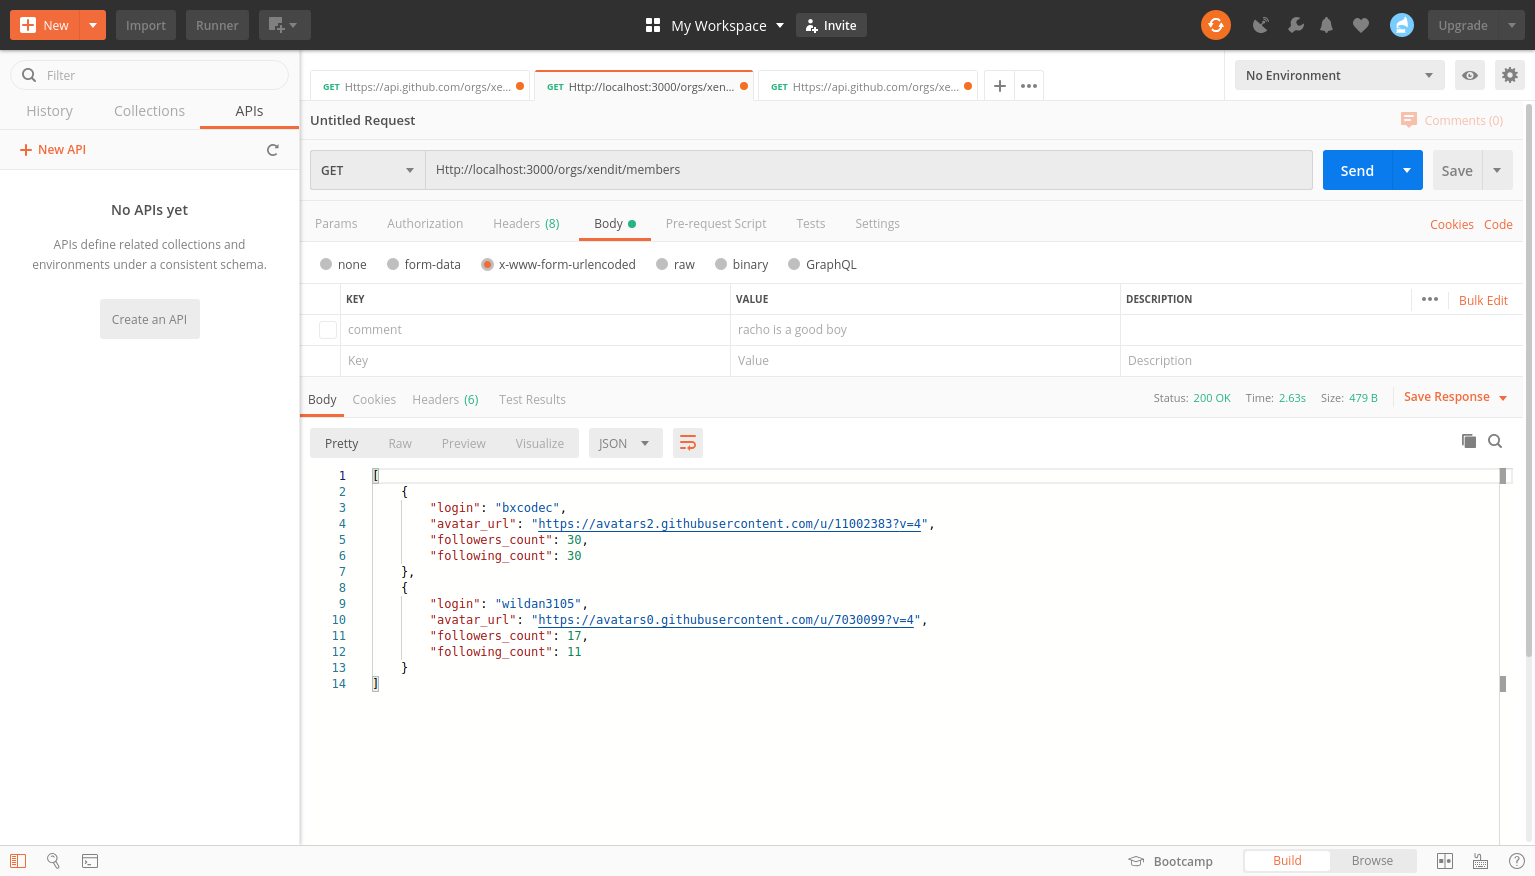 New Import Runner My Workspace Invite Upgrade
Filter
History Collections APIs
New API
No APIs yet
APIs define related collections and
environments under a consistent schema.
Create an API
GET Https://api.github.com/orgs/xe... GET Http://localhost:3000/orgs/xen... GET Https://api.github.com/orgs/xe... No Environment
Untitled Request Comments (0)
GET Http://localhost:3000/orgs/xendit/members Send Save
Params Authorization Headers (8) Body Pre-request Script Tests Settings Cookies Code
none form-data x-www-form-urlencoded raw binary GraphQL
KEY VALUE DESCRIPTION Bulk Edit
comment racho is a good boy
Key Value Description
Body Cookies Headers (6) Test Results Status: 200 OK Time: 2.63s Size: 479 B Save Response
Pretty Raw Preview Visualize JSON
1 [
2 {
3 "login": "bxcodec",
4 "avatar_url": "https://avatars2.githubusercontent.com/u/11002383?v=4",
5 "followers_count": 30,
6 "following_count": 30
7 },
8 {
9 "login": "wildan3105",
10 "avatar_url": "https://avatars0.githubusercontent.com/u/7030099?v=4",
11 "followers_count": 17,
12 "following_count": 11
13 }
14 ]
Bootcamp Build Browse